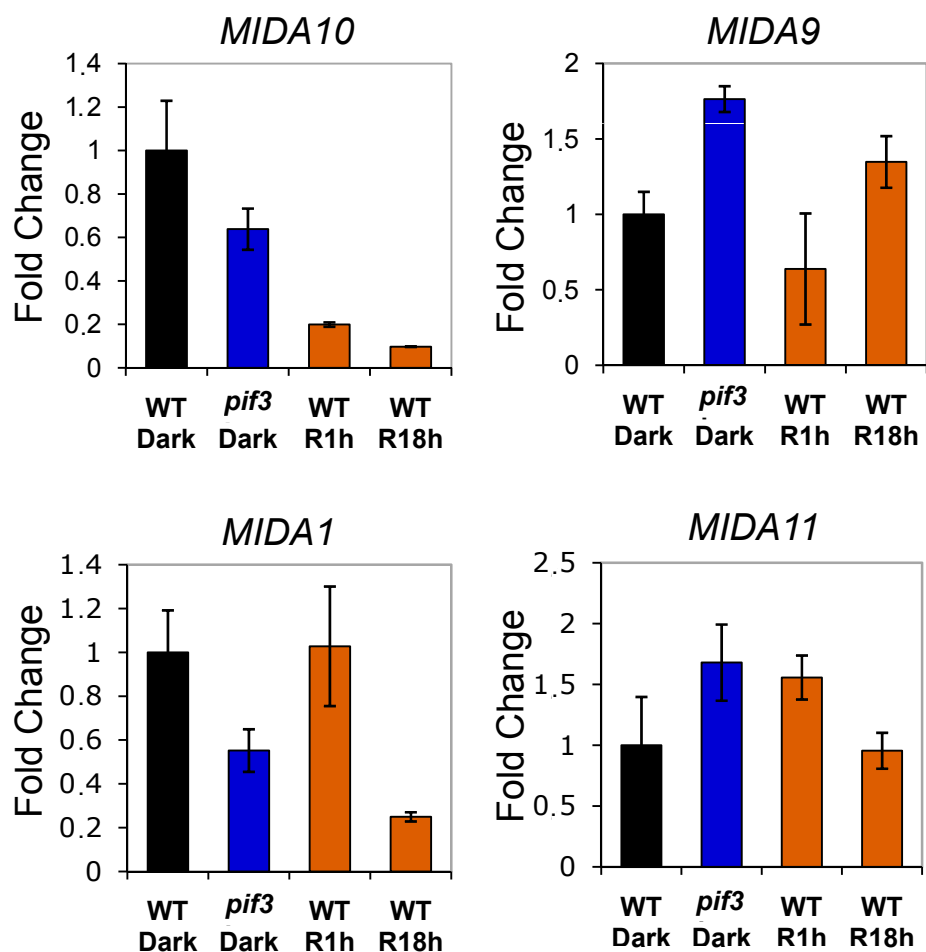 MIDA10
1.4
1.2
1
0.8
0.6
0.4
0.2
0
Fold Change
WT Dark
pif3 Dark
WT R1h
WT R18h
MIDA9
2
1.5
1
0.5
0
Fold Change
WT Dark
pif3 Dark
WT R1h
WT R18h
MIDA1
1.4
1.2
1
0.8
0.6
0.4
0.2
0
Fold Change
WT Dark
pif3 Dark
WT R1h
WT R18h
MIDA11
2.5
2
1.5
1
0.5
0
Fold Change
WT Dark
pif3 Dark
WT R1h
WT R18h